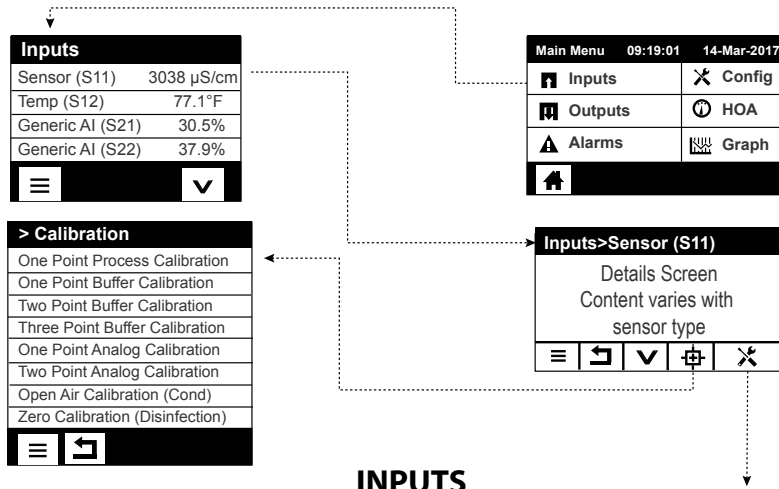 Inputs
Sensor (S11) 3038 µS/cm
Temp (S12) 77.1°F
Generic AI (S21) 30.5%
Generic AI (S22) 37.9%
Main Menu 09:19:01 14-Mar-2017
Inputs Config
Outputs HOA
Alarms Graph
> Calibration
One Point Process Calibration
One Point Buffer Calibration
Two Point Buffer Calibration
Three Point Buffer Calibration
One Point Analog Calibration
Two Point Analog Calibration
Open Air Calibration (Cond)
Zero Calibration (Disinfection)
Inputs>Sensor (S11)
Details Screen
Content varies with
sensor type
INPUTS